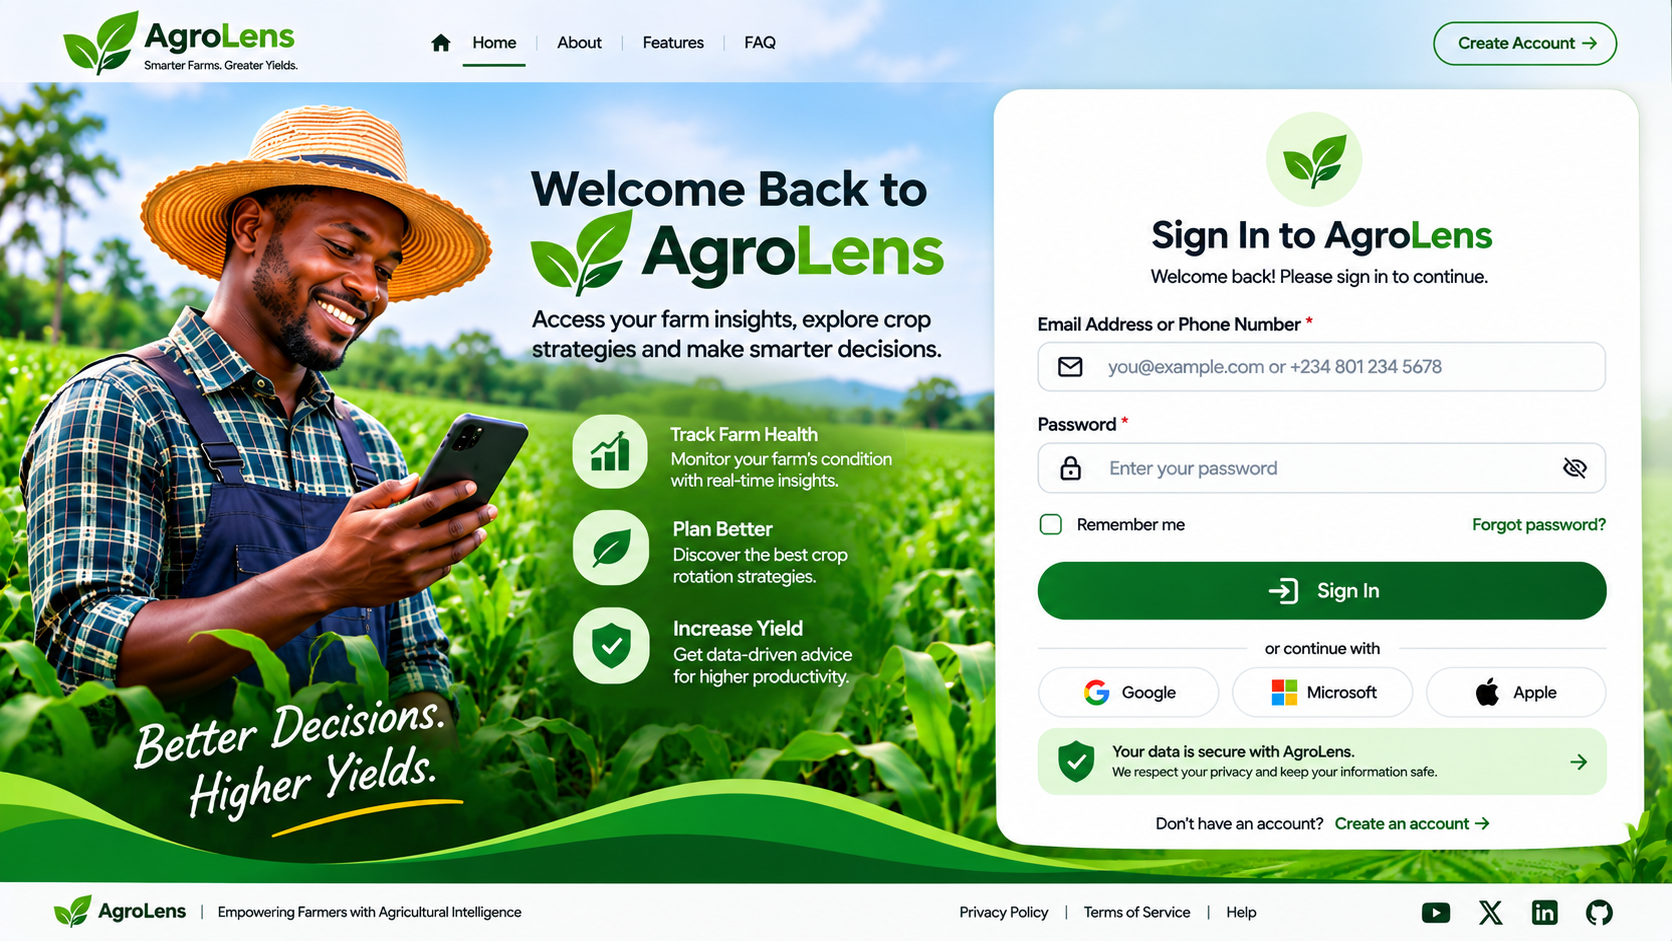 AgroLens
Smarter Farms. Greater Yields.
Home
About
Features
FAQ
Create Account
Welcome Back to
AgroLens
Access your farm insights, explore crop
strategies and make smarter decisions.
Track Farm Health
Monitor your farm's condition
with real-time insights.
Plan Better
Discover the best crop
rotation strategies.
Increase Yield
Get data-driven advice
for higher productivity.
Better Decisions.
Higher Yields.
Sign In to AgroLens
Welcome back! Please sign in to continue.
Email Address or Phone Number *
you@example.com or +234 801 234 5678
Password *
Enter your password
Remember me
Forgot password?
Sign In
or continue with
Google
Microsoft
Apple
Your data is secure with AgroLens.
We respect your privacy and keep your information safe.
Don't have an account? Create an account →
AgroLens | Empowering Farmers with Agricultural Intelligence
Privacy Policy | Terms of Service | Help